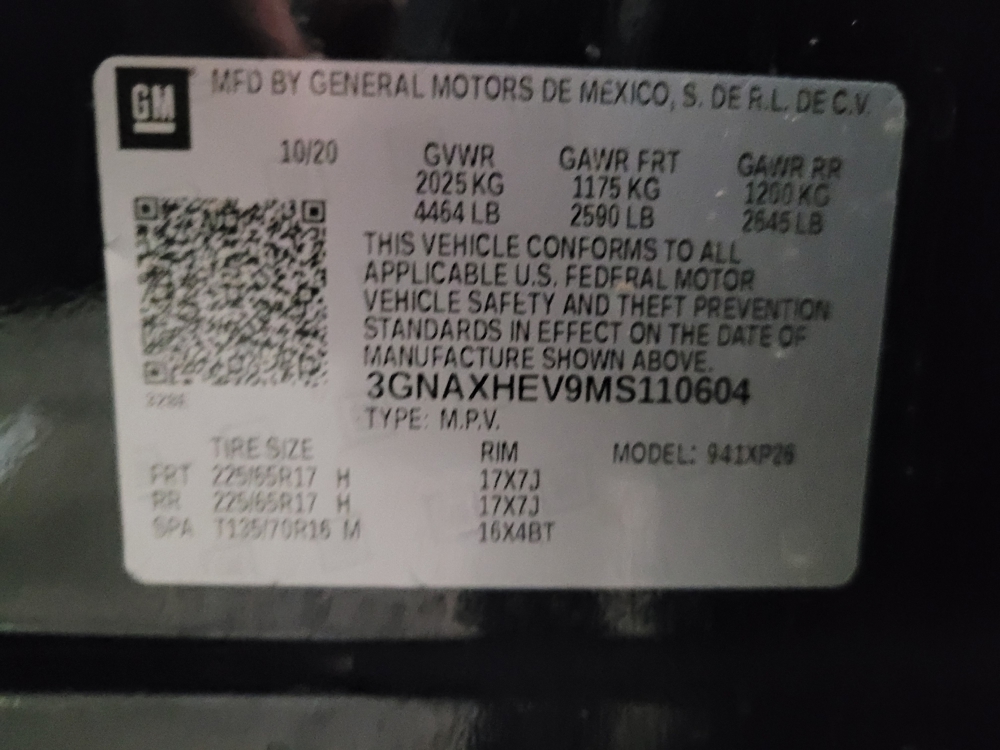 GM
MFD BY GENERAL MOTORS DE MEXICO, S. DE R.L. DE C.V.
10/20 GVWR GAWR FRT GAWR RR
2025 KG 1175 KG 1200 KG
4464 LB 2590 LB 2645 LB
THIS VEHICLE CONFORMS TO ALL
APPLICABLE U.S. FEDERAL MOTOR
VEHICLE SAFETY AND THEFT PREVENTION
STANDARDS IN EFFECT ON THE DATE OF
MANUFACTURE SHOWN ABOVE.
3GNAXHEV9MS110604
TYPE: M.P.V.
TIRE SIZE RIM MODEL: 941XP26
FRT 225/65R17 H 17X7J
RR 225/65R17 H 17X7J
SPA T135/70R16 M 16X4BT